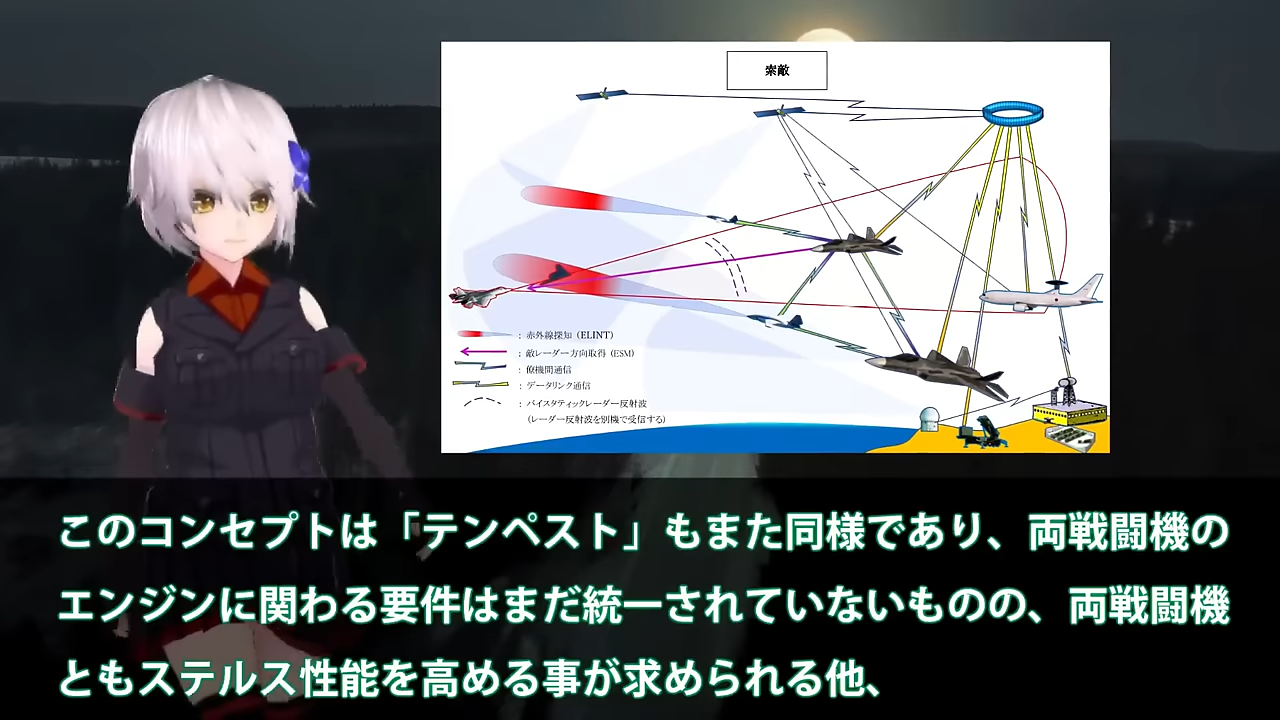 索敵
：赤外線探知（ELINT）
：敵レーダー方向取得（ESM）
：僚機間通信
：データリンク通信
：バイスタティックレーダー反射波
（レーダー反射波を別機で受信する）
このコンセプトは「テンペスト」もまた同様であり、両戦闘機の
エンジンに関わる要件はまだ統一されていないものの、両戦闘機
ともステルス性能を高める事が求められる他、